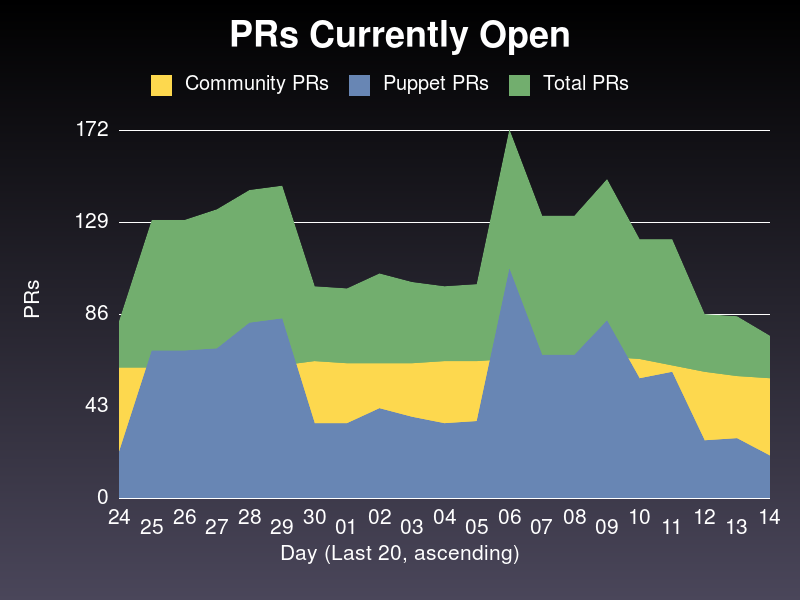 PRs Currently Open
Community PRs Puppet PRs Total PRs
172
129
86
43
0
PRs
24 25 26 27 28 29 30 01 02 03 04 05 06 07 08 09 10 11 12 13 14
Day (Last 20, ascending)